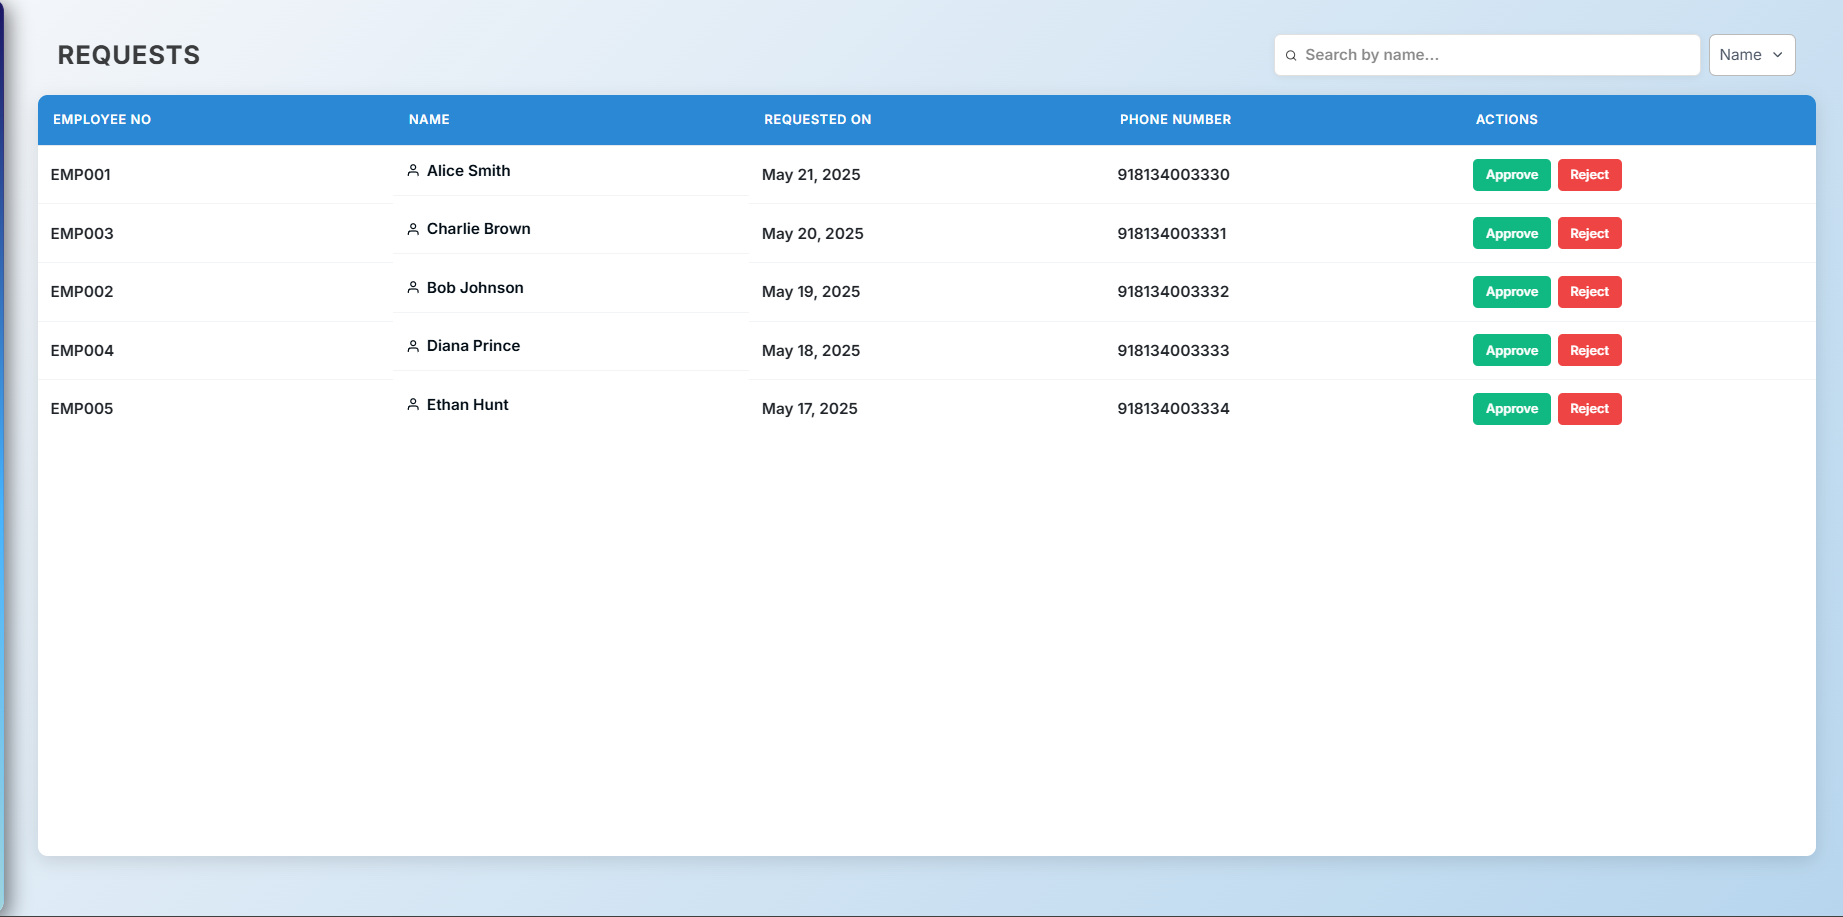 REQUESTS
Search by name...
Name
EMPLOYEE NO NAME REQUESTED ON PHONE NUMBER ACTIONS
EMP001 Alice Smith May 21, 2025 918134003330 Approve Reject
EMP003 Charlie Brown May 20, 2025 918134003331 Approve Reject
EMP002 Bob Johnson May 19, 2025 918134003332 Approve Reject
EMP004 Diana Prince May 18, 2025 918134003333 Approve Reject
EMP005 Ethan Hunt May 17, 2025 918134003334 Approve Reject